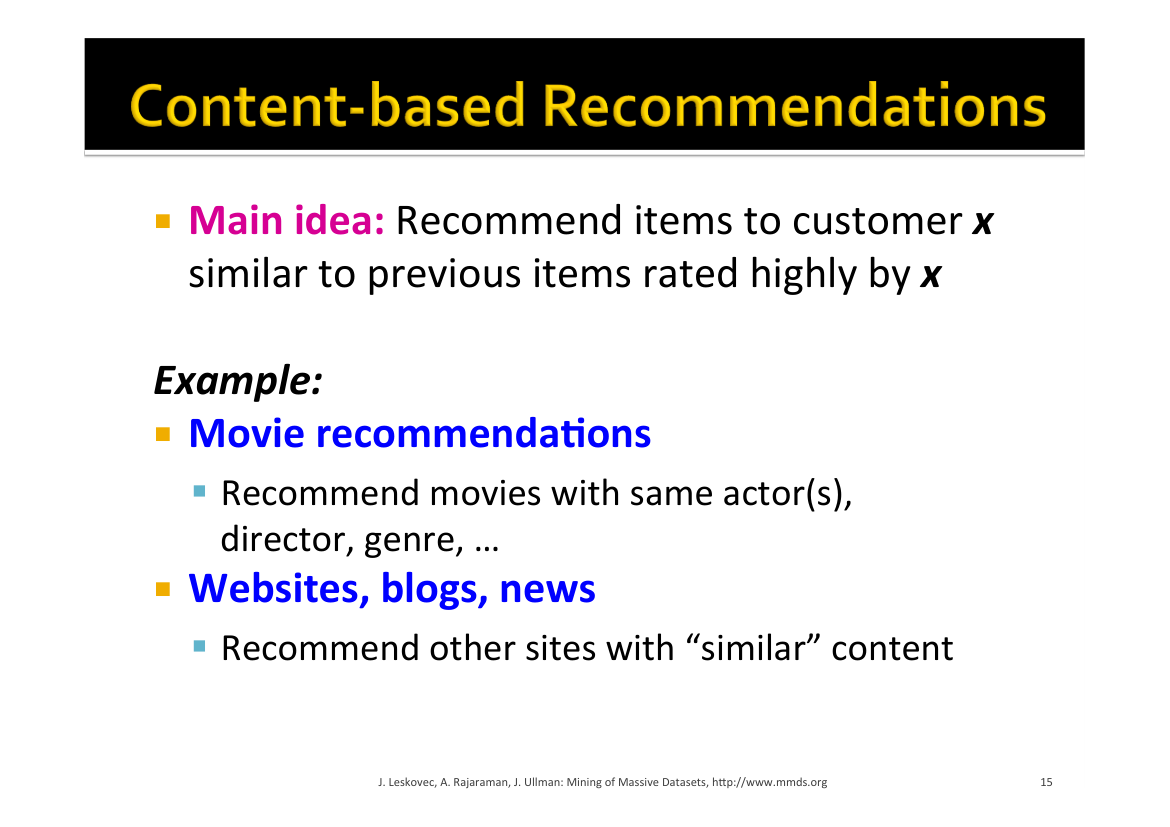 Content-based Recommendations
Main idea: Recommend items to customer x
similar to previous items rated highly by x
Example:
Movie recommendations
Recommend movies with same actor(s),
director, genre, …
Websites, blogs, news
Recommend other sites with “similar” content
J. Leskovec, A. Rajaraman, J. Ullman: Mining of Massive Datasets, http://www.mmds.org
15